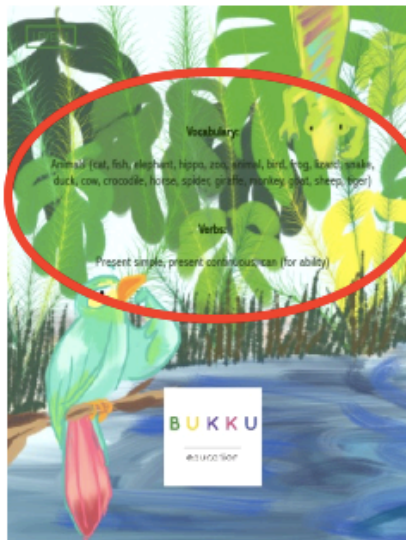 Vocabulary:
Animals (cat, fish, elephant, hippo, zoo, animal, bird, frog, lizard, snake,
duck, cow, crocodile, horse, spider, giraffe, monkey, goat, sheep, tiger)
Verbs:
Present simple, present continuous, can (for ability)
BUKKU
education